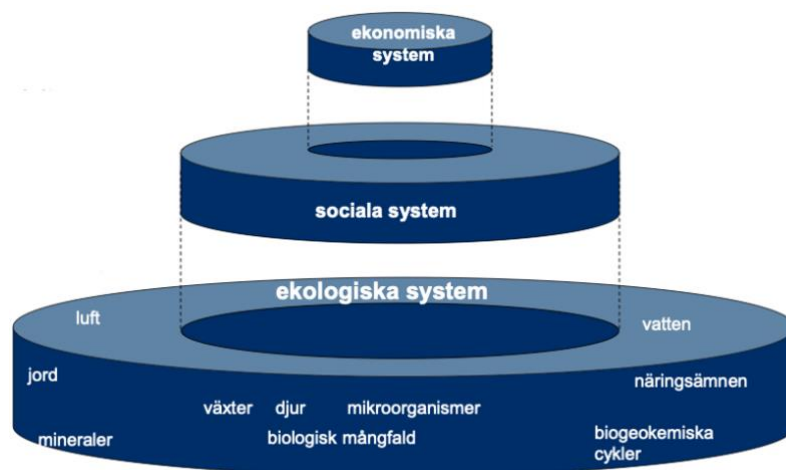 ekonomiska
system
sociala system
ekologiska system
luft
vatten
jord
näringsämnen
växter djur mikroorganismer
mineraler
biologisk mångfald
biogeokemiska
cykler